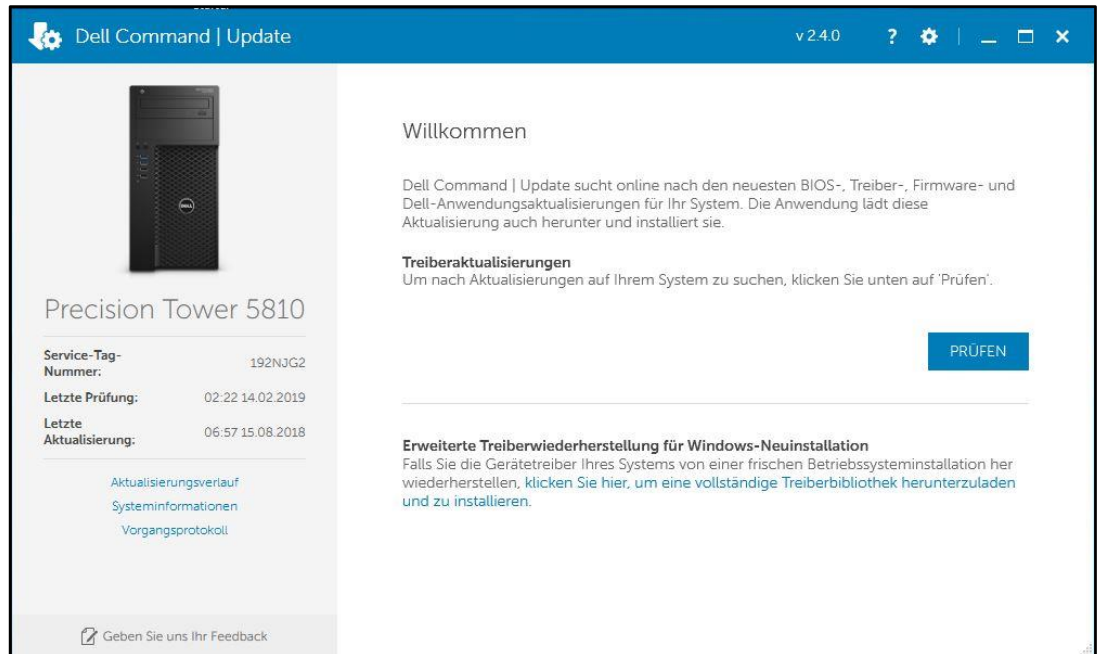 Dell Command | Update
v 2.4.0
?
Willkommen
Dell Command | Update sucht online nach den neuesten BIOS-, Treiber-, Firmware- und
Dell-Anwendungsaktualisierungen für Ihr System. Die Anwendung lädt diese
Aktualisierung auch herunter und installiert sie.
Treiberaktualisierungen
Um nach Aktualisierungen auf Ihrem System zu suchen, klicken Sie unten auf 'Prüfen'.
PRÜFEN
Erweiterte Treiberwiederherstellung für Windows-Neuinstallation
Falls Sie die Gerätetreiber Ihres Systems von einer frischen Betriebssysteminstallation her
wiederherstellen, klicken Sie hier, um eine vollständige Treiberbibliothek herunterzuladen
und zu installieren.
DELL
Precision Tower 5810
Service-Tag-
Nummer:
192NJG2
Letzte Prüfung: 02:22 14.02.2019
Letzte
Aktualisierung:
06:57 15.08.2018
Aktualisierungsverlauf
Systeminformationen
Vorgangsprotokoll
Geben Sie uns Ihr Feedback